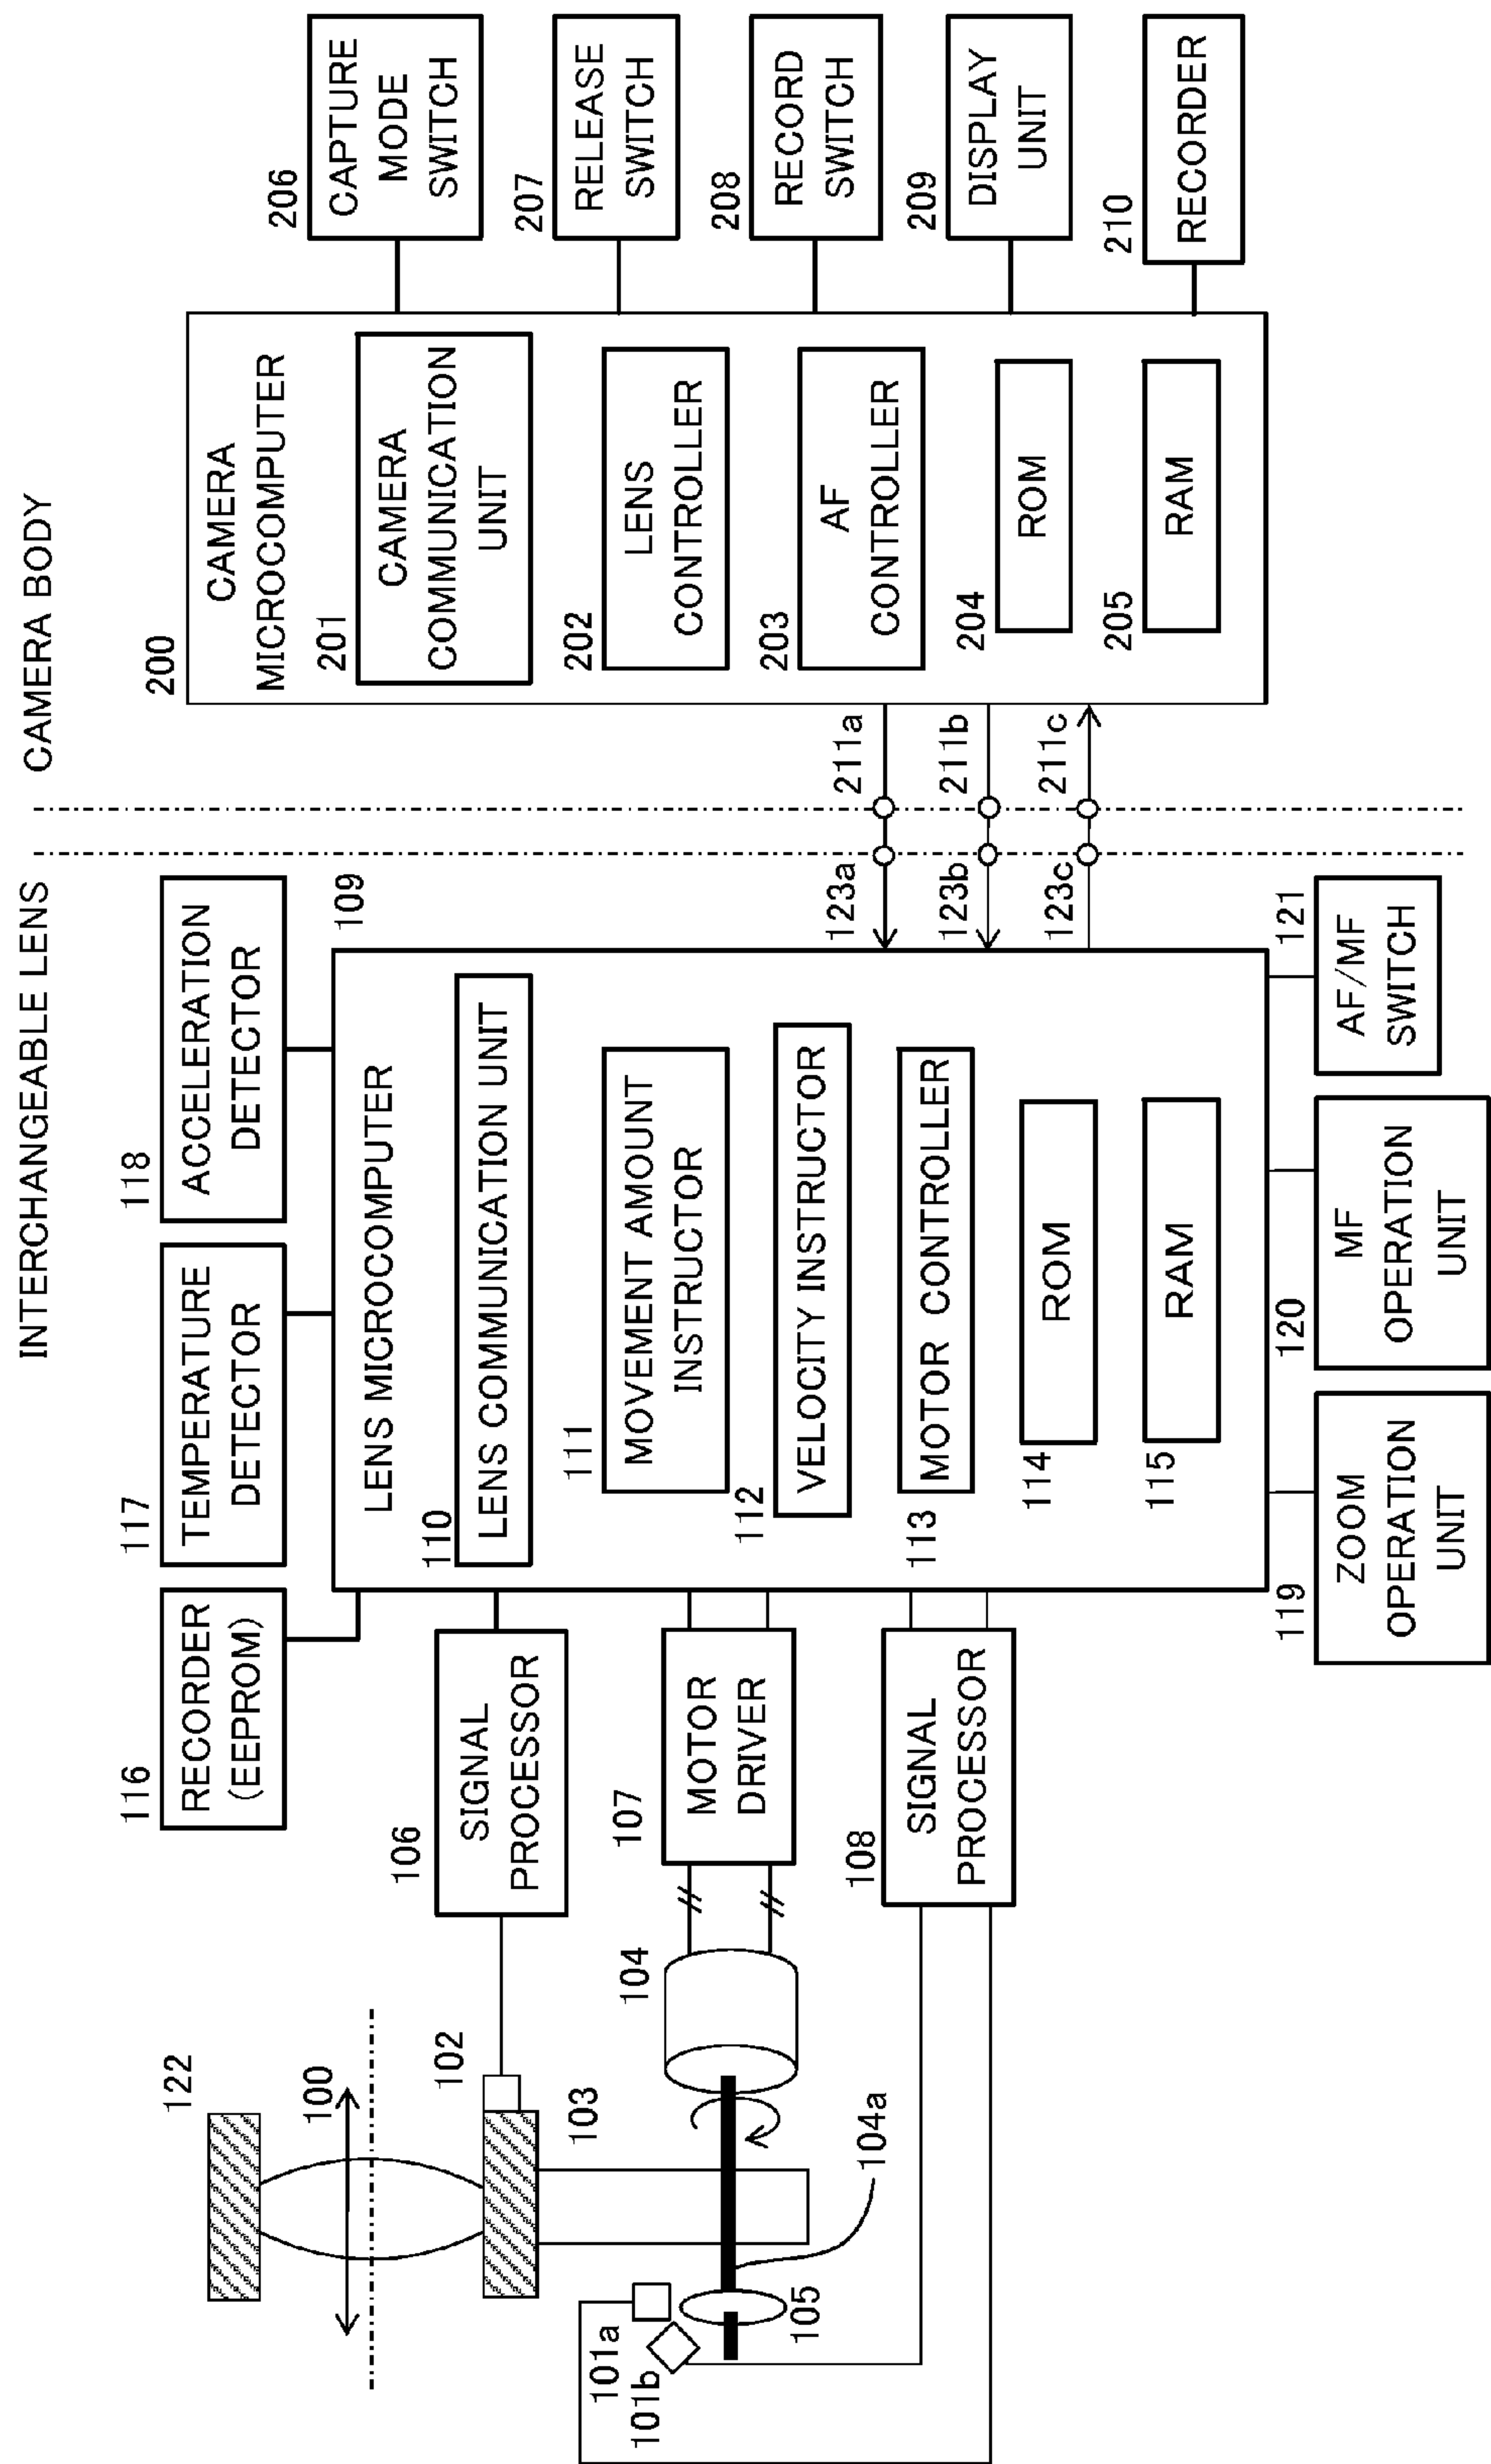 INTERCHANGEABLE LENS
CAMERA BODY
116
RECORDER
(EEPROM)
117
TEMPERATURE
DETECTOR
118
ACCELERATION
DETECTOR
109
LENS MICROCOMPUTER
110
LENS COMMUNICATION UNIT
111
MOVEMENT AMOUNT
INSTRUCTOR
112
VELOCITY INSTRUCTOR
113
MOTOR CONTROLLER
114
ROM
115
RAM
122
100
102
103
104
104a
105
101a
101b
106
SIGNAL
PROCESSOR
107
MOTOR
DRIVER
108
SIGNAL
PROCESSOR
119
ZOOM
OPERATION
UNIT
120
MF
OPERATION
UNIT
121
AF/MF
SWITCH
123a
211a
123b
211b
123c
211c
200
CAMERA
MICROCOMPUTER
201
CAMERA
COMMUNICATION
UNIT
202
LENS
CONTROLLER
203
AF
CONTROLLER
204
ROM
205
RAM
206
CAPTURE
MODE
SWITCH
207
RELEASE
SWITCH
208
RECORD
SWITCH
209
DISPLAY
UNIT
210
RECORDER